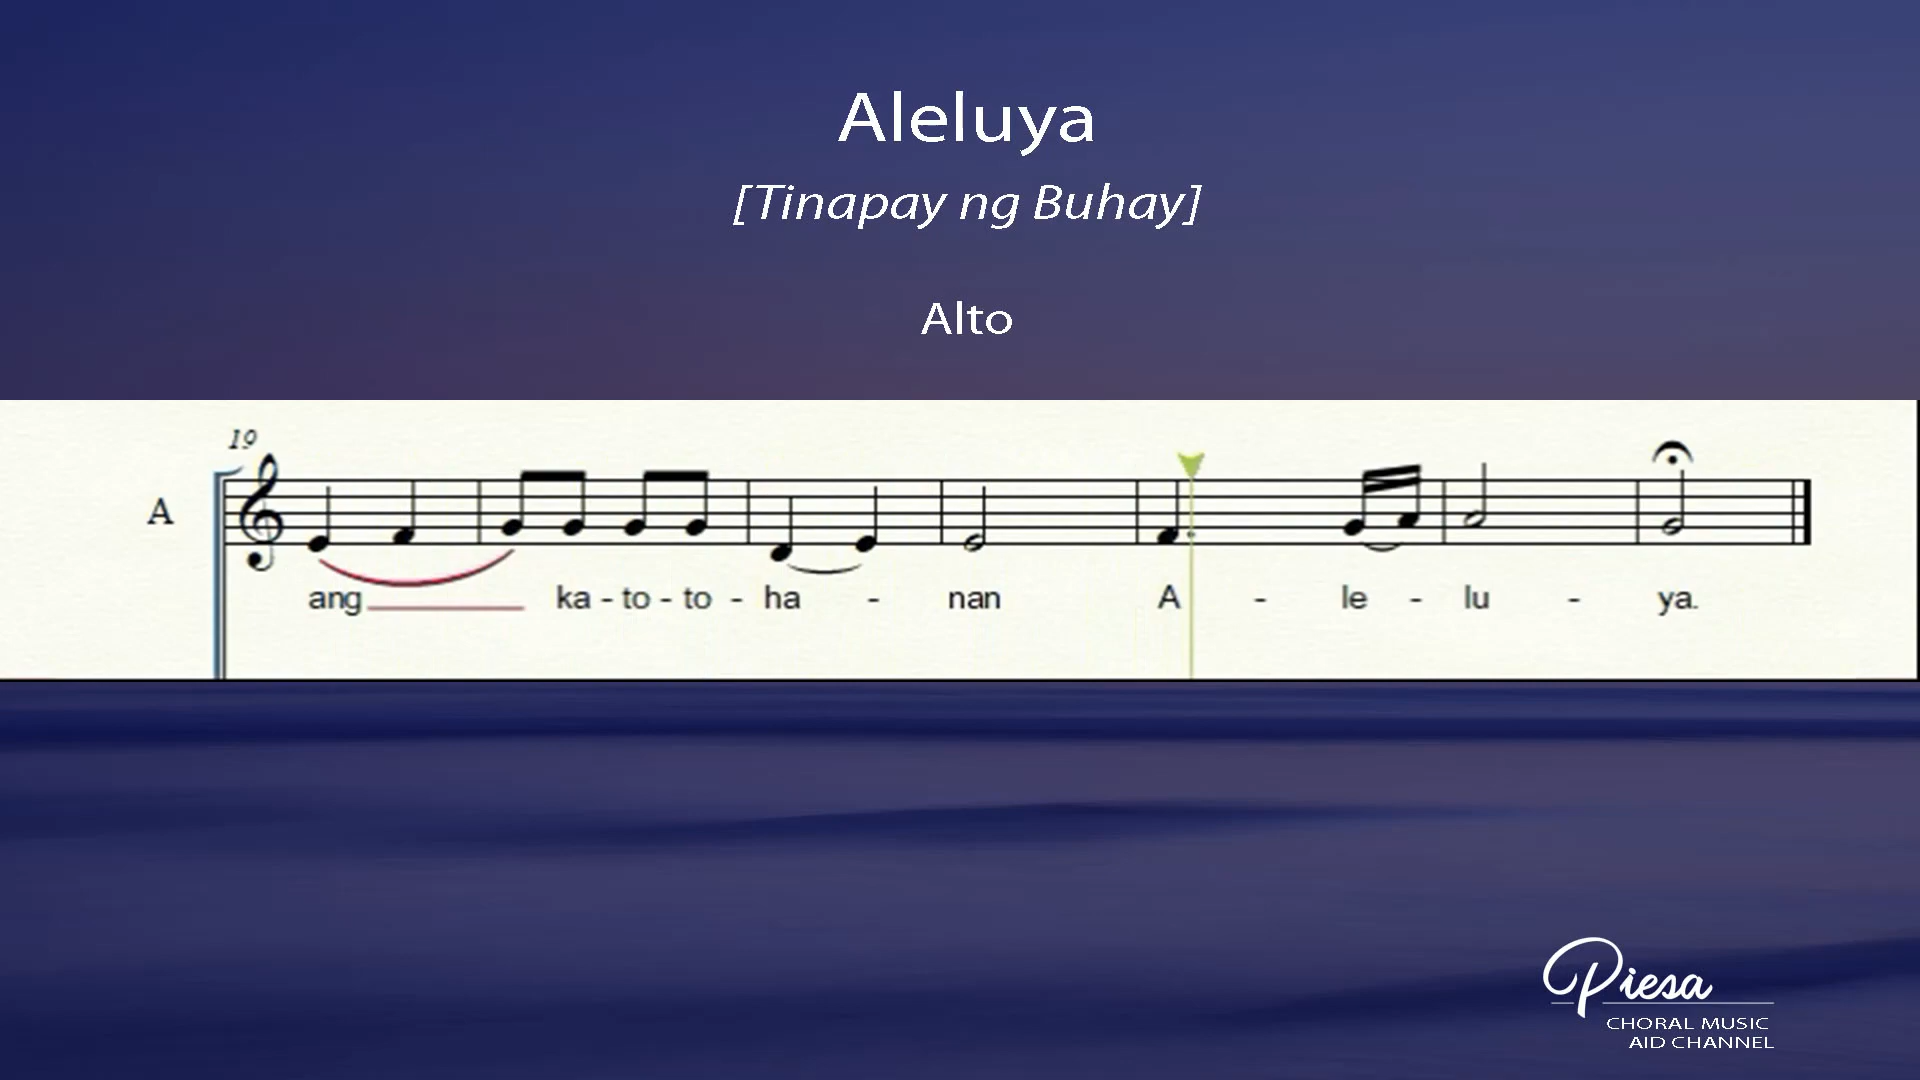 Aleluya
[Tinapay ng Buhay]
Alto
19
A
ang______ ka - to - to - ha - nan A - le - lu - ya.
Piesa
CHORAL MUSIC
AID CHANNEL